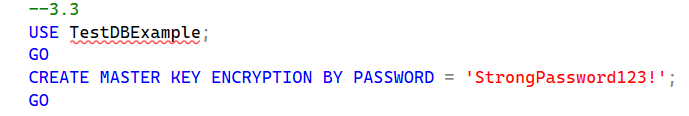 --3.3
USE TestDBExample;
GO
CREATE MASTER KEY ENCRYPTION BY PASSWORD = 'StrongPassword123!';
GO